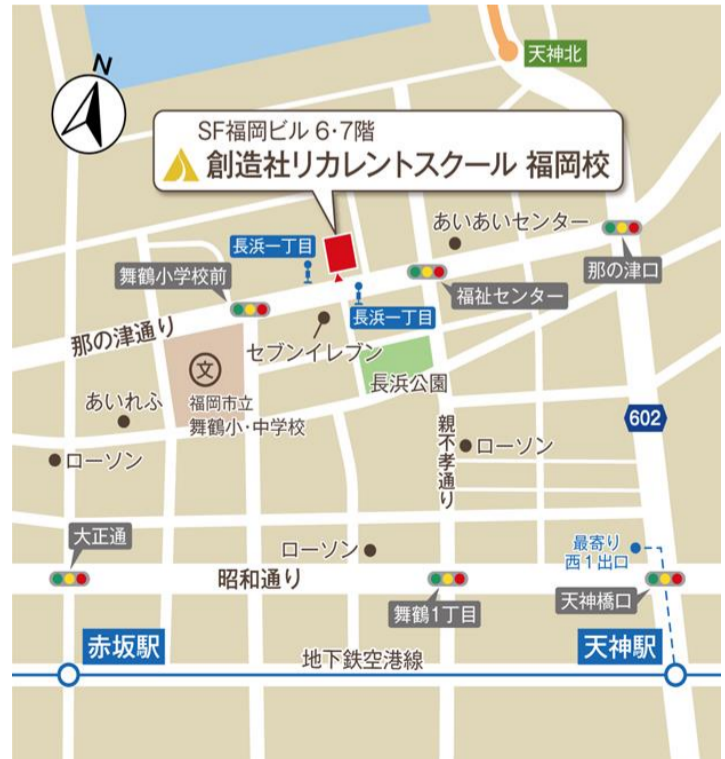 N
天神北
SF福岡ビル 6・7階
創造社リカレントスクール 福岡校
あいあいセンター
長浜一丁目
舞鶴小学校前
那の津口
福祉センター
長浜一丁目
那の津通り
セブンイレブン
文
長浜公園
あいれふ
福岡市立
舞鶴小・中学校
602
親不孝通り
ローソン
ローソン
大正通
ローソン
最寄り
西1出口
昭和通り
舞鶴1丁目
天神橋口
赤坂駅
地下鉄空港線
天神駅